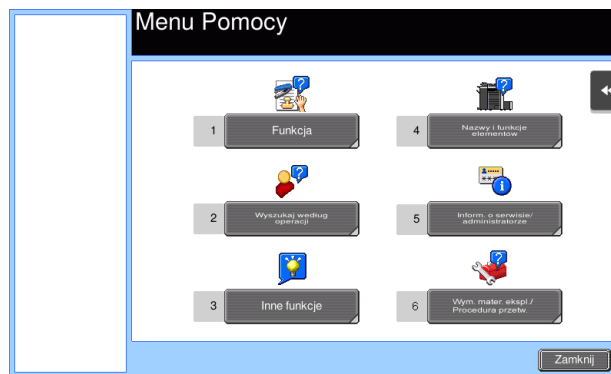 Menu Pomocy
1
Funkcja
4
Nazwy i funkcje
elementów
2
Wyszukaj według
operacji
5
Inform. o serwisie/
administratorze
3
Inne funkcje
6
Wym. mater. ekspl./
Procedura przetw.
Zamknij